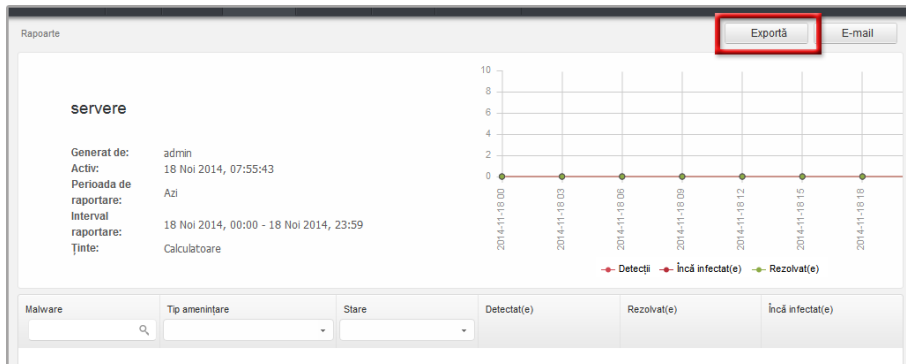 Rapoarte
Exportă
E-mail
servere
Generat de: admin
Activ: 18 Noi 2014, 07:55:43
Perioada de raportare: Azi
Interval raportare: 18 Noi 2014, 00:00 - 18 Noi 2014, 23:59
Ținte: Calculatoare
10
8
6
4
2
0
2014-11-18 00
2014-11-18 03
2014-11-18 06
2014-11-18 09
2014-11-18 12
2014-11-18 15
2014-11-18 18
Detecții Încă infectat(e) Rezolvat(e)
Malware Tip amenințare Stare Detectat(e) Rezolvat(e) Încă infectat(e)